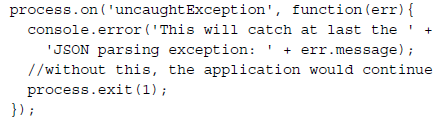 process.on('uncaughtException', function(err){
  console.error('This will catch at last the ' +
    'JSON parsing exception: ' + err.message);
  //without this, the application would continue
  process.exit(1);
});